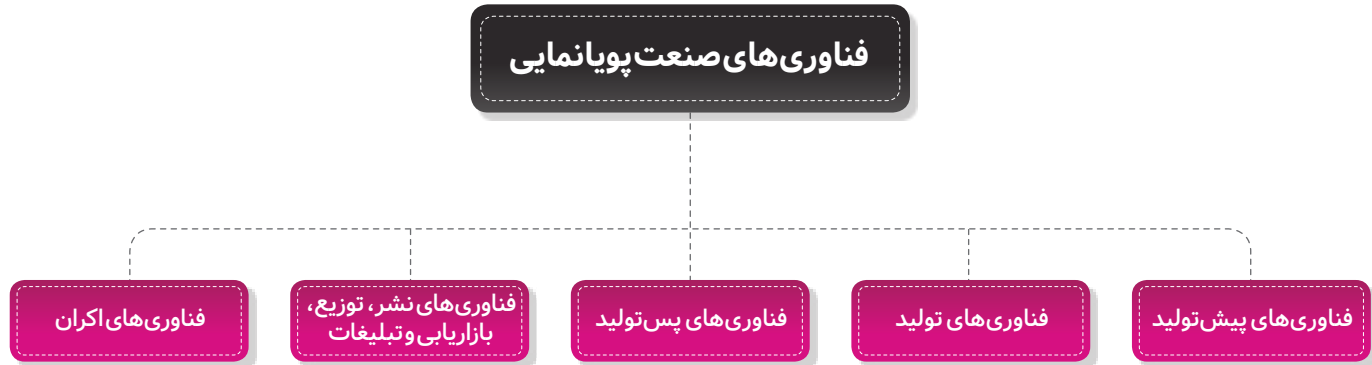 فناوری‌های صنعت پویانمایی
فناوری‌های پیش‌تولید
فناوری‌های تولید
فناوری‌های پس‌تولید
فناوری‌های نشر، توزیع،
بازاریابی و تبلیغات
فناوری‌های اکران